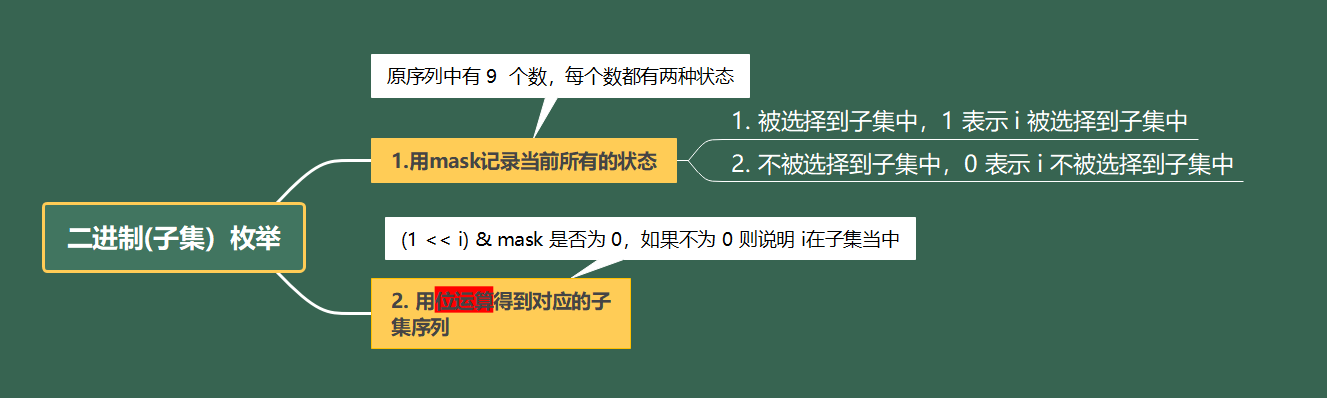 原序列中有 9 个数，每个数都有两种状态
1. 被选择到子集中，1 表示 i 被选择到子集中
1.用mask记录当前所有的状态
2. 不被选择到子集中，0 表示 i 不被选择到子集中
二进制(子集）枚举
(1 << i) & mask 是否为 0，如果不为 0 则说明 i在子集当中
2. 用位运算得到对应的子
集序列